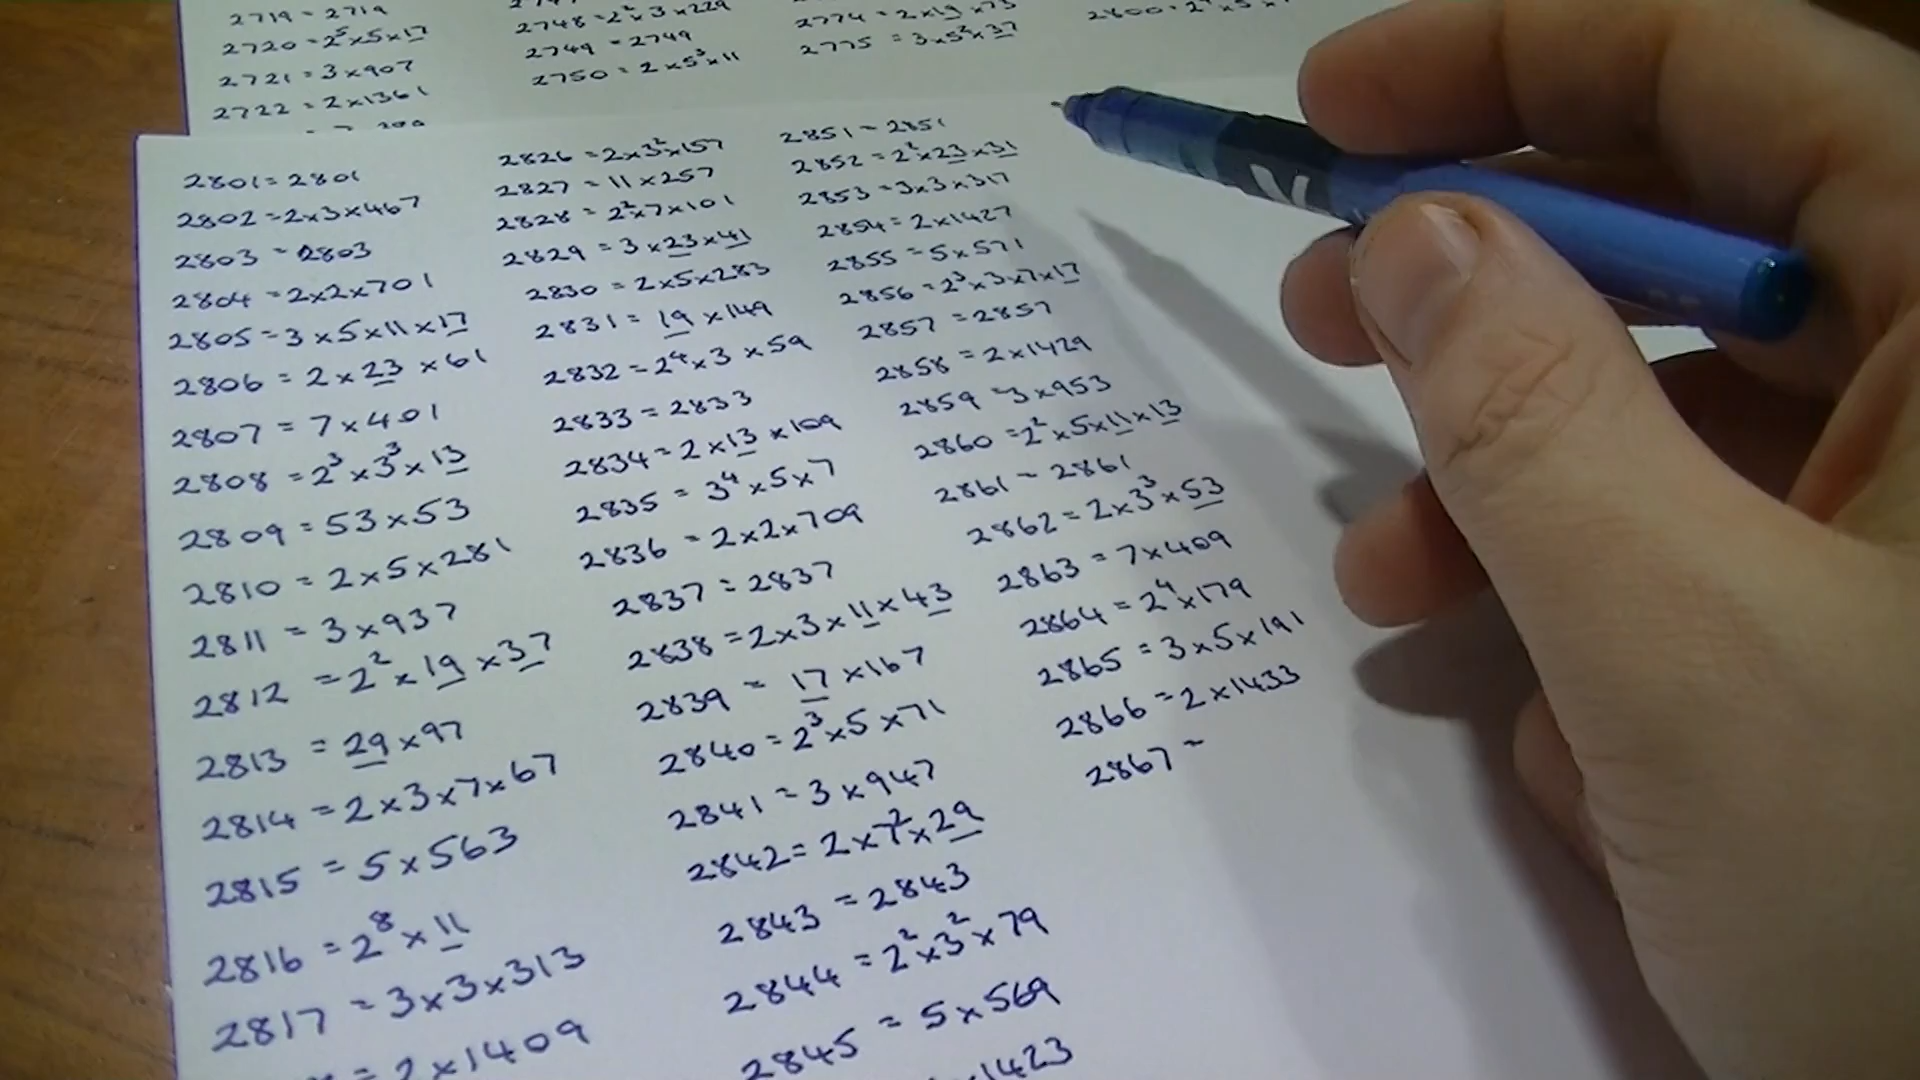 2719 = 2719
2720 = 2⁵×5×17
2721 = 3×907
2722 = 2×1361
2748 = 2²×3×229
2749 = 2749
2750 = 2×5³×11
2774 = 2×19×73
2775 = 3×5²×37
2801 = 2801
2802 = 2×3×467
2803 = 2803
2804 = 2×2×701
2805 = 3×5×11×17
2806 = 2×23×61
2807 = 7×401
2808 = 2³×3³×13
2809 = 53×53
2810 = 2×5×281
2811 = 3×937
2812 = 2²×19×37
2813 = 29×97
2814 = 2×3×7×67
2815 = 5×563
2816 = 2⁸×11
2817 = 3×3×313
= 2×1409
2826 = 2×3²×157
2827 = 11×257
2828 = 2²×7×101
2829 = 3×23×41
2830 = 2×5×283
2831 = 19×149
2832 = 2⁴×3×59
2833 = 2833
2834 = 2×13×109
2835 = 3⁴×5×7
2836 = 2×2×709
2837 = 2837
2838 = 2×3×11×43
2839 = 17×167
2840 = 2³×5×71
2841 = 3×947
2842 = 2×7²×29
2843 = 2843
2844 = 2²×3²×79
2845 = 5×569
×1423
2851 = 2851
2852 = 2²×23×31
2853 = 3×3×317
2854 = 2×1427
2855 = 5×571
2856 = 2³×3×7×17
2857 = 2857
2858 = 2×1429
2859 = 3×953
2860 = 2²×5×11×13
2861 = 2861
2862 = 2×3³×53
2863 = 7×409
2864 = 2⁴×179
2865 = 3×5×191
2866 = 2×1433
2867 =